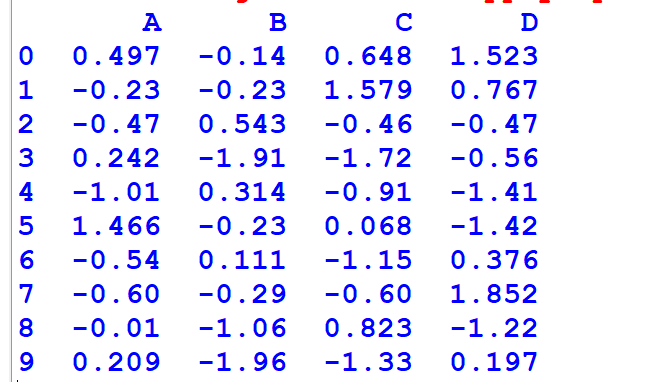 A B C D
0 0.497 -0.14 0.648 1.523
1 -0.23 -0.23 1.579 0.767
2 -0.47 0.543 -0.46 -0.47
3 0.242 -1.91 -1.72 -0.56
4 -1.01 0.314 -0.91 -1.41
5 1.466 -0.23 0.068 -1.42
6 -0.54 0.111 -1.15 0.376
7 -0.60 -0.29 -0.60 1.852
8 -0.01 -1.06 0.823 -1.22
9 0.209 -1.96 -1.33 0.197